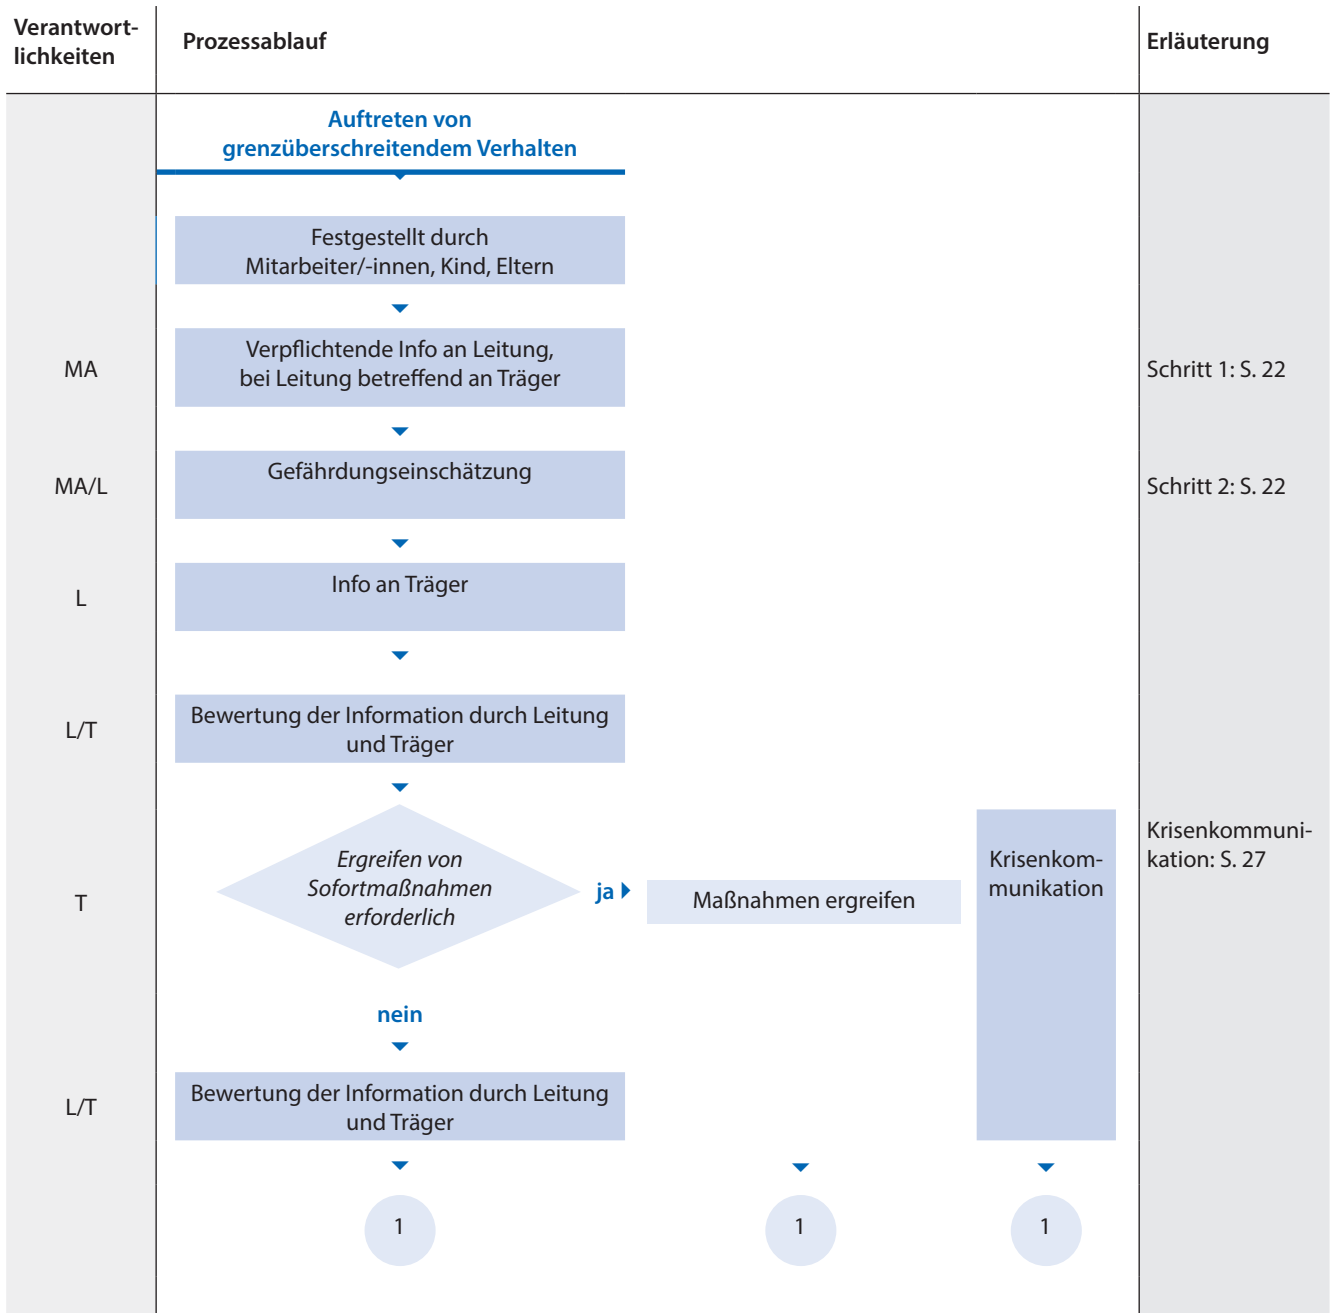 Verantwort-
lichkeiten
Prozessablauf
Erläuterung
Auftreten von
grenzüberschreitendem Verhalten
Festgestellt durch
Mitarbeiter/-innen, Kind, Eltern
MA
Verpflichtende Info an Leitung,
bei Leitung betreffend an Träger
Schritt 1: S. 22
MA/L
Gefährdungseinschätzung
Schritt 2: S. 22
L
Info an Träger
L/T
Bewertung der Information durch Leitung
und Träger
T
Ergreifen von
Sofortmaßnahmen
erforderlich
ja
Maßnahmen ergreifen
Krisenkom-
munikation
Krisenkommuni-
kation: S. 27
nein
L/T
Bewertung der Information durch Leitung
und Träger
1
1
1